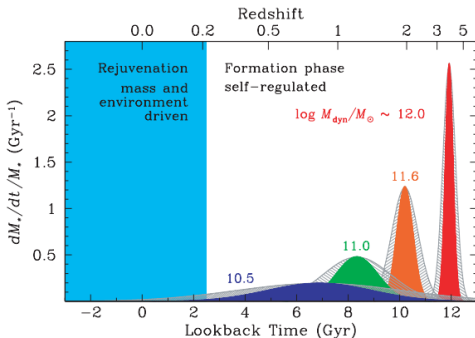 Redshift
0.0 0.2 0.5 1 2 3 5
Rejuvenation
mass and
environment
driven
Formation phase
self-regulated
log M_dyn/M_⊙ ~ 12.0
11.6
11.0
10.5
dM_*/dt/M_* (Gyr⁻¹)
2.5
2
1.5
1
0.5
−2 0 2 4 6 8 10 12
Lookback Time (Gyr)